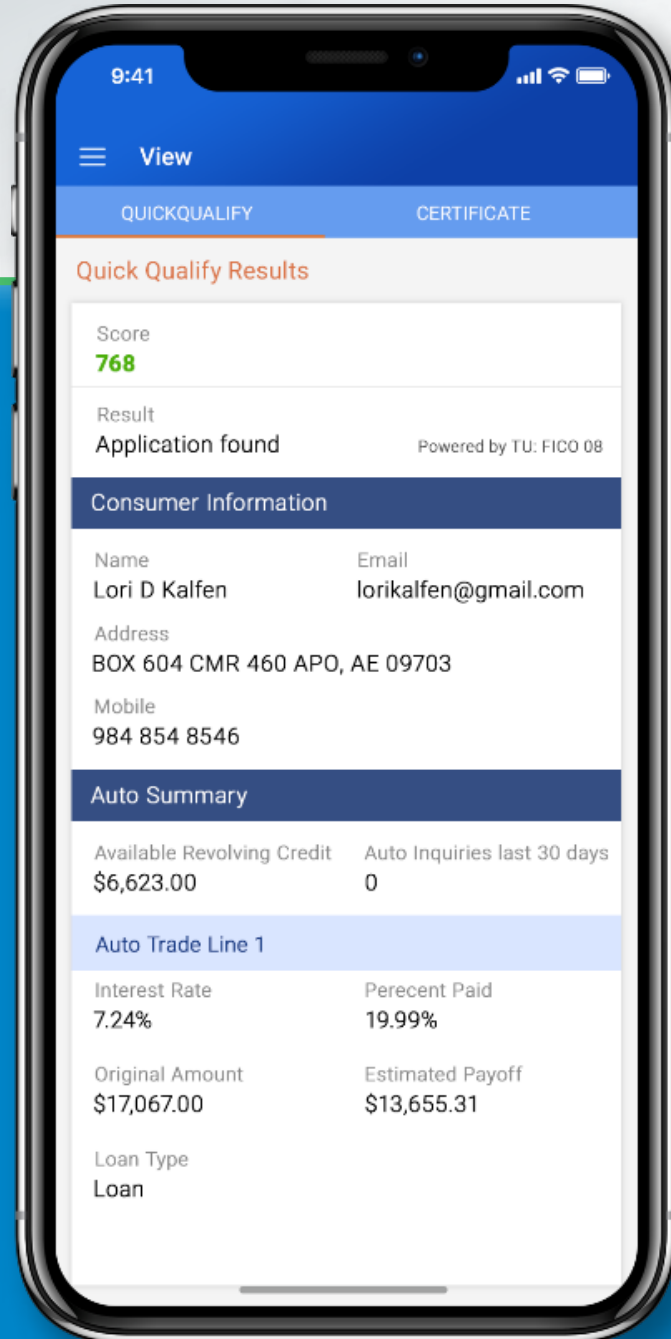 9:41
View
QUICKQUALIFY CERTIFICATE
Quick Qualify Results
Score
768
Result
Application found Powered by TU: FICO 08
Consumer Information
Name Email
Lori D Kalfen lorikalfen@gmail.com
Address
BOX 604 CMR 460 APO, AE 09703
Mobile
984 854 8546
Auto Summary
Available Revolving Credit Auto Inquiries last 30 days
$6,623.00 0
Auto Trade Line 1
Interest Rate Perecent Paid
7.24% 19.99%
Original Amount Estimated Payoff
$17,067.00 $13,655.31
Loan Type
Loan